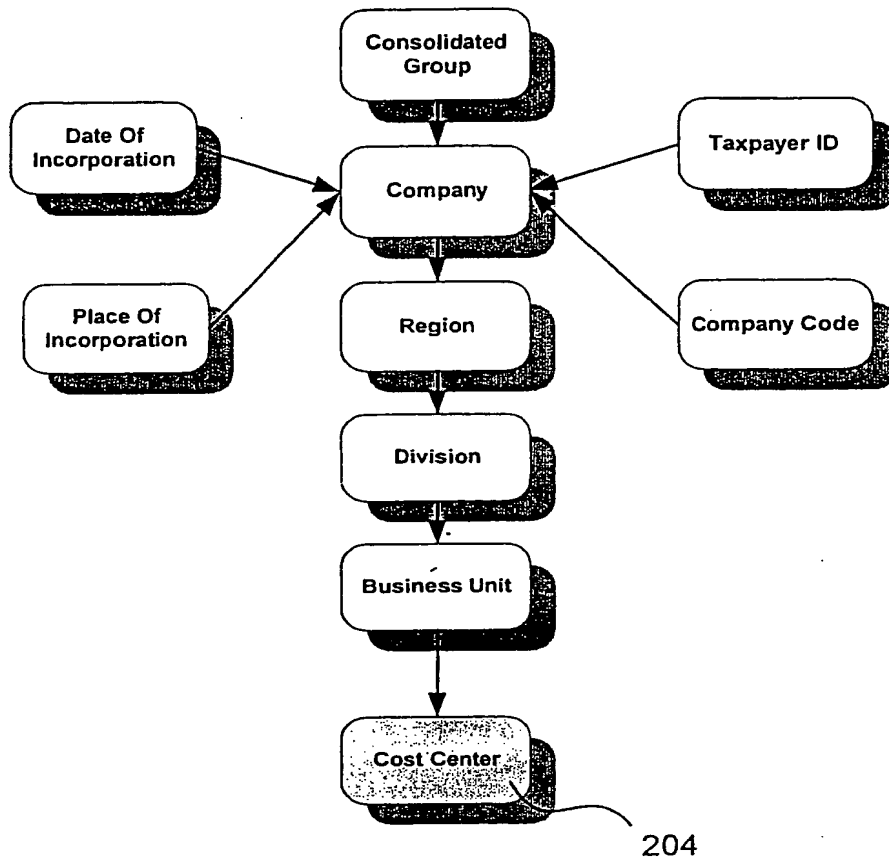 Consolidated
Group
Date Of
Incorporation
Taxpayer ID
Company
Place Of
Incorporation
Region
Company Code
Division
Business Unit
Cost Center
204